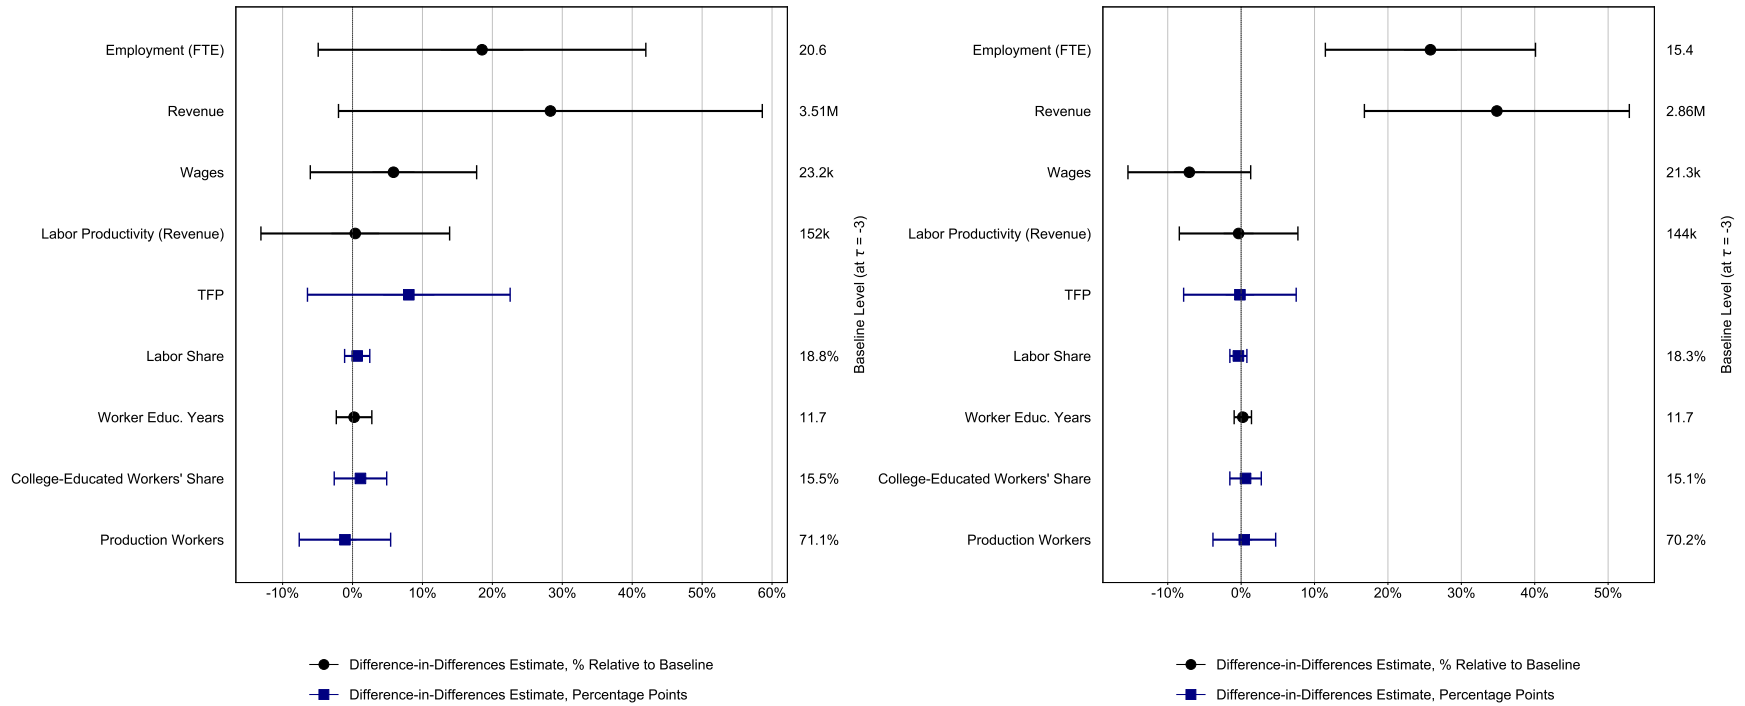 Employment (FTE)
20.6
Revenue
3.51M
Wages
23.2k
Labor Productivity (Revenue)
152k
TFP
Labor Share
18.8%
Worker Educ. Years
11.7
College-Educated Workers' Share
15.5%
Production Workers
71.1%
Baseline Level (at τ = -3)
-10% 0% 10% 20% 30% 40% 50% 60%
Difference-in-Differences Estimate, % Relative to Baseline
Difference-in-Differences Estimate, Percentage Points
Employment (FTE)
15.4
Revenue
2.86M
Wages
21.3k
Labor Productivity (Revenue)
144k
TFP
Labor Share
18.3%
Worker Educ. Years
11.7
College-Educated Workers' Share
15.1%
Production Workers
70.2%
Baseline Level (at τ = -3)
-10% 0% 10% 20% 30% 40% 50%
Difference-in-Differences Estimate, % Relative to Baseline
Difference-in-Differences Estimate, Percentage Points